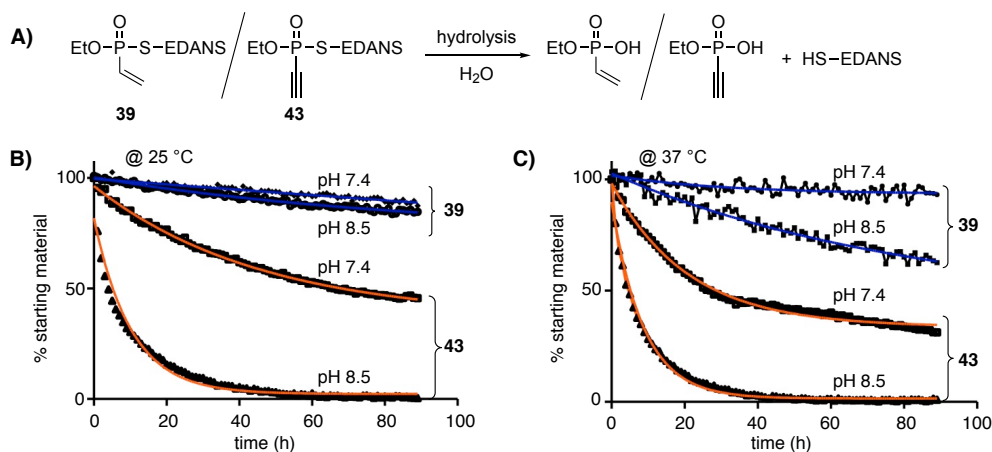 A)
O O O O
EtO P S EDANS / EtO P S EDANS hydrolysis EtO P OH / EtO P OH + HS–EDANS
H₂O
39 43
B) @ 25 °C
% starting material
100
50
0
pH 7.4
39
pH 8.5
pH 7.4
43
pH 8.5
0 20 40 60 80 100
time (h)
C) @ 37 °C
% starting material
100
50
0
pH 7.4
pH 8.5
39
pH 7.4
43
pH 8.5
0 20 40 60 80 100
time (h)